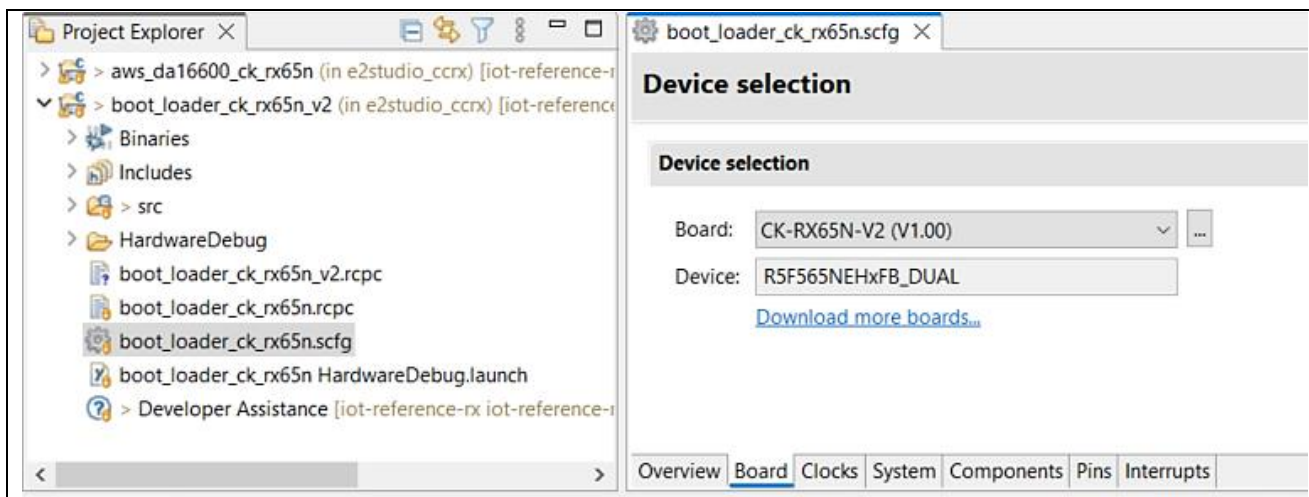 Project Explorer
> aws_da16600_ck_rx65n (in e2studio_ccrx) [iot-reference-
> boot_loader_ck_rx65n_v2 (in e2studio_ccrx) [iot-reference
Binaries
Includes
> src
HardwareDebug
boot_loader_ck_rx65n_v2.rcpc
boot_loader_ck_rx65n.rcpc
boot_loader_ck_rx65n.scfg
boot_loader_ck_rx65n HardwareDebug.launch
> Developer Assistance [iot-reference-rx iot-reference-
boot_loader_ck_rx65n.scfg
Device selection
Device selection
Board: CK-RX65N-V2 (V1.00) ...
Device: R5F565NEHxFB_DUAL
Download more boards...
Overview Board Clocks System Components Pins Interrupts